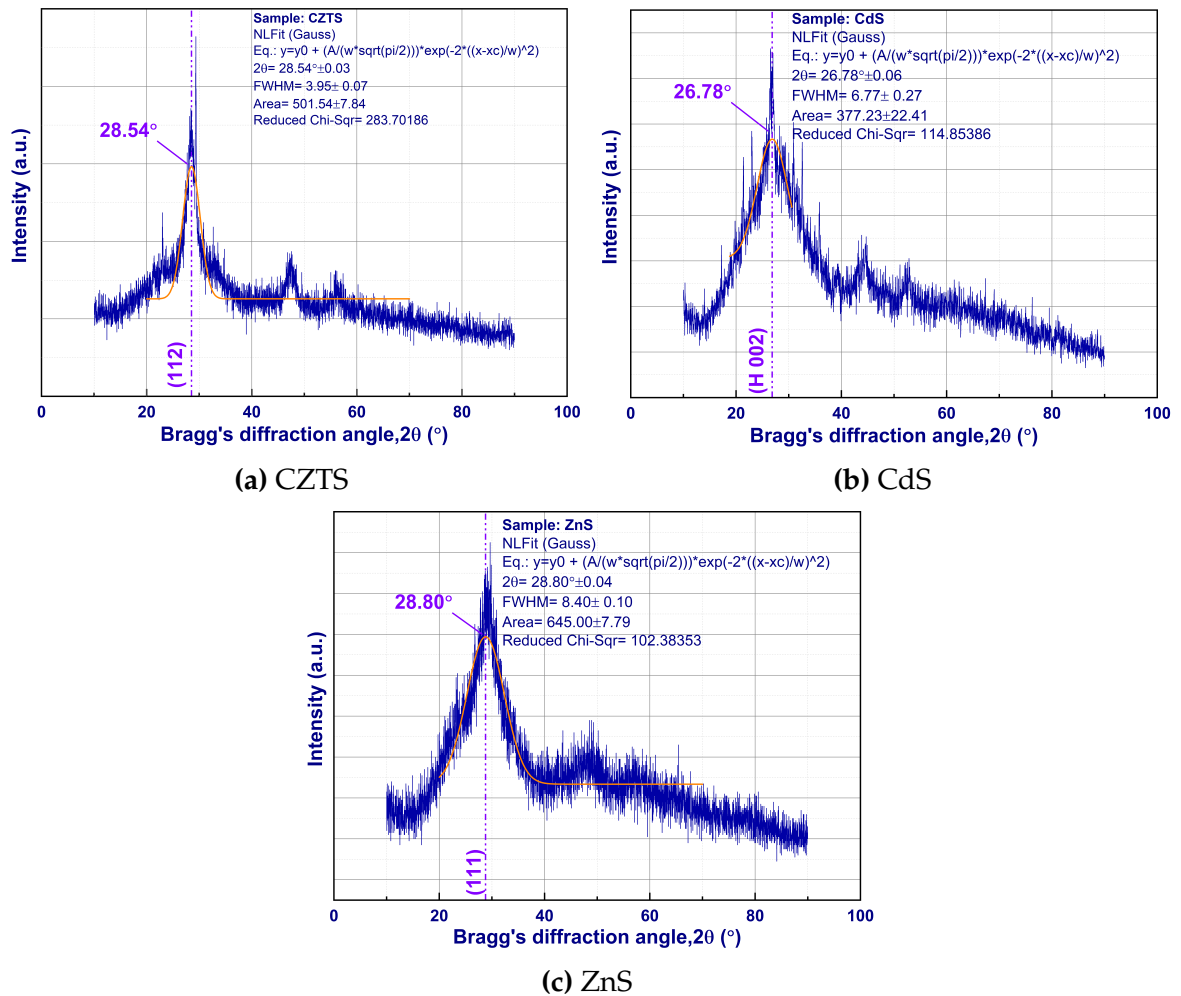 Sample: CZTS
NLFit (Gauss)
Eq.: y=y0 + (A/(w*sqrt(pi/2)))*exp(-2*((x-xc)/w)^2)
2θ= 28.54°±0.03
FWHM= 3.95± 0.07
Area= 501.54±7.84
Reduced Chi-Sqr= 283.70186
28.54°
(112)
Intensity (a.u.)
0 20 40 60 80 100
Bragg's diffraction angle,2θ (°)
(a) CZTS
Sample: CdS
NLFit (Gauss)
Eq.: y=y0 + (A/(w*sqrt(pi/2)))*exp(-2*((x-xc)/w)^2)
2θ= 26.78°±0.06
FWHM= 6.77± 0.27
Area= 377.23±22.41
Reduced Chi-Sqr= 114.85386
26.78°
(H 002)
Intensity (a.u.)
0 20 40 60 80 100
Bragg's diffraction angle,2θ (°)
(b) CdS
Sample: ZnS
NLFit (Gauss)
Eq.: y=y0 + (A/(w*sqrt(pi/2)))*exp(-2*((x-xc)/w)^2)
2θ= 28.80°±0.04
FWHM= 8.40± 0.10
Area= 645.00±7.79
Reduced Chi-Sqr= 102.38353
28.80°
(111)
Intensity (a.u.)
0 20 40 60 80 100
Bragg's diffraction angle,2θ (°)
(c) ZnS